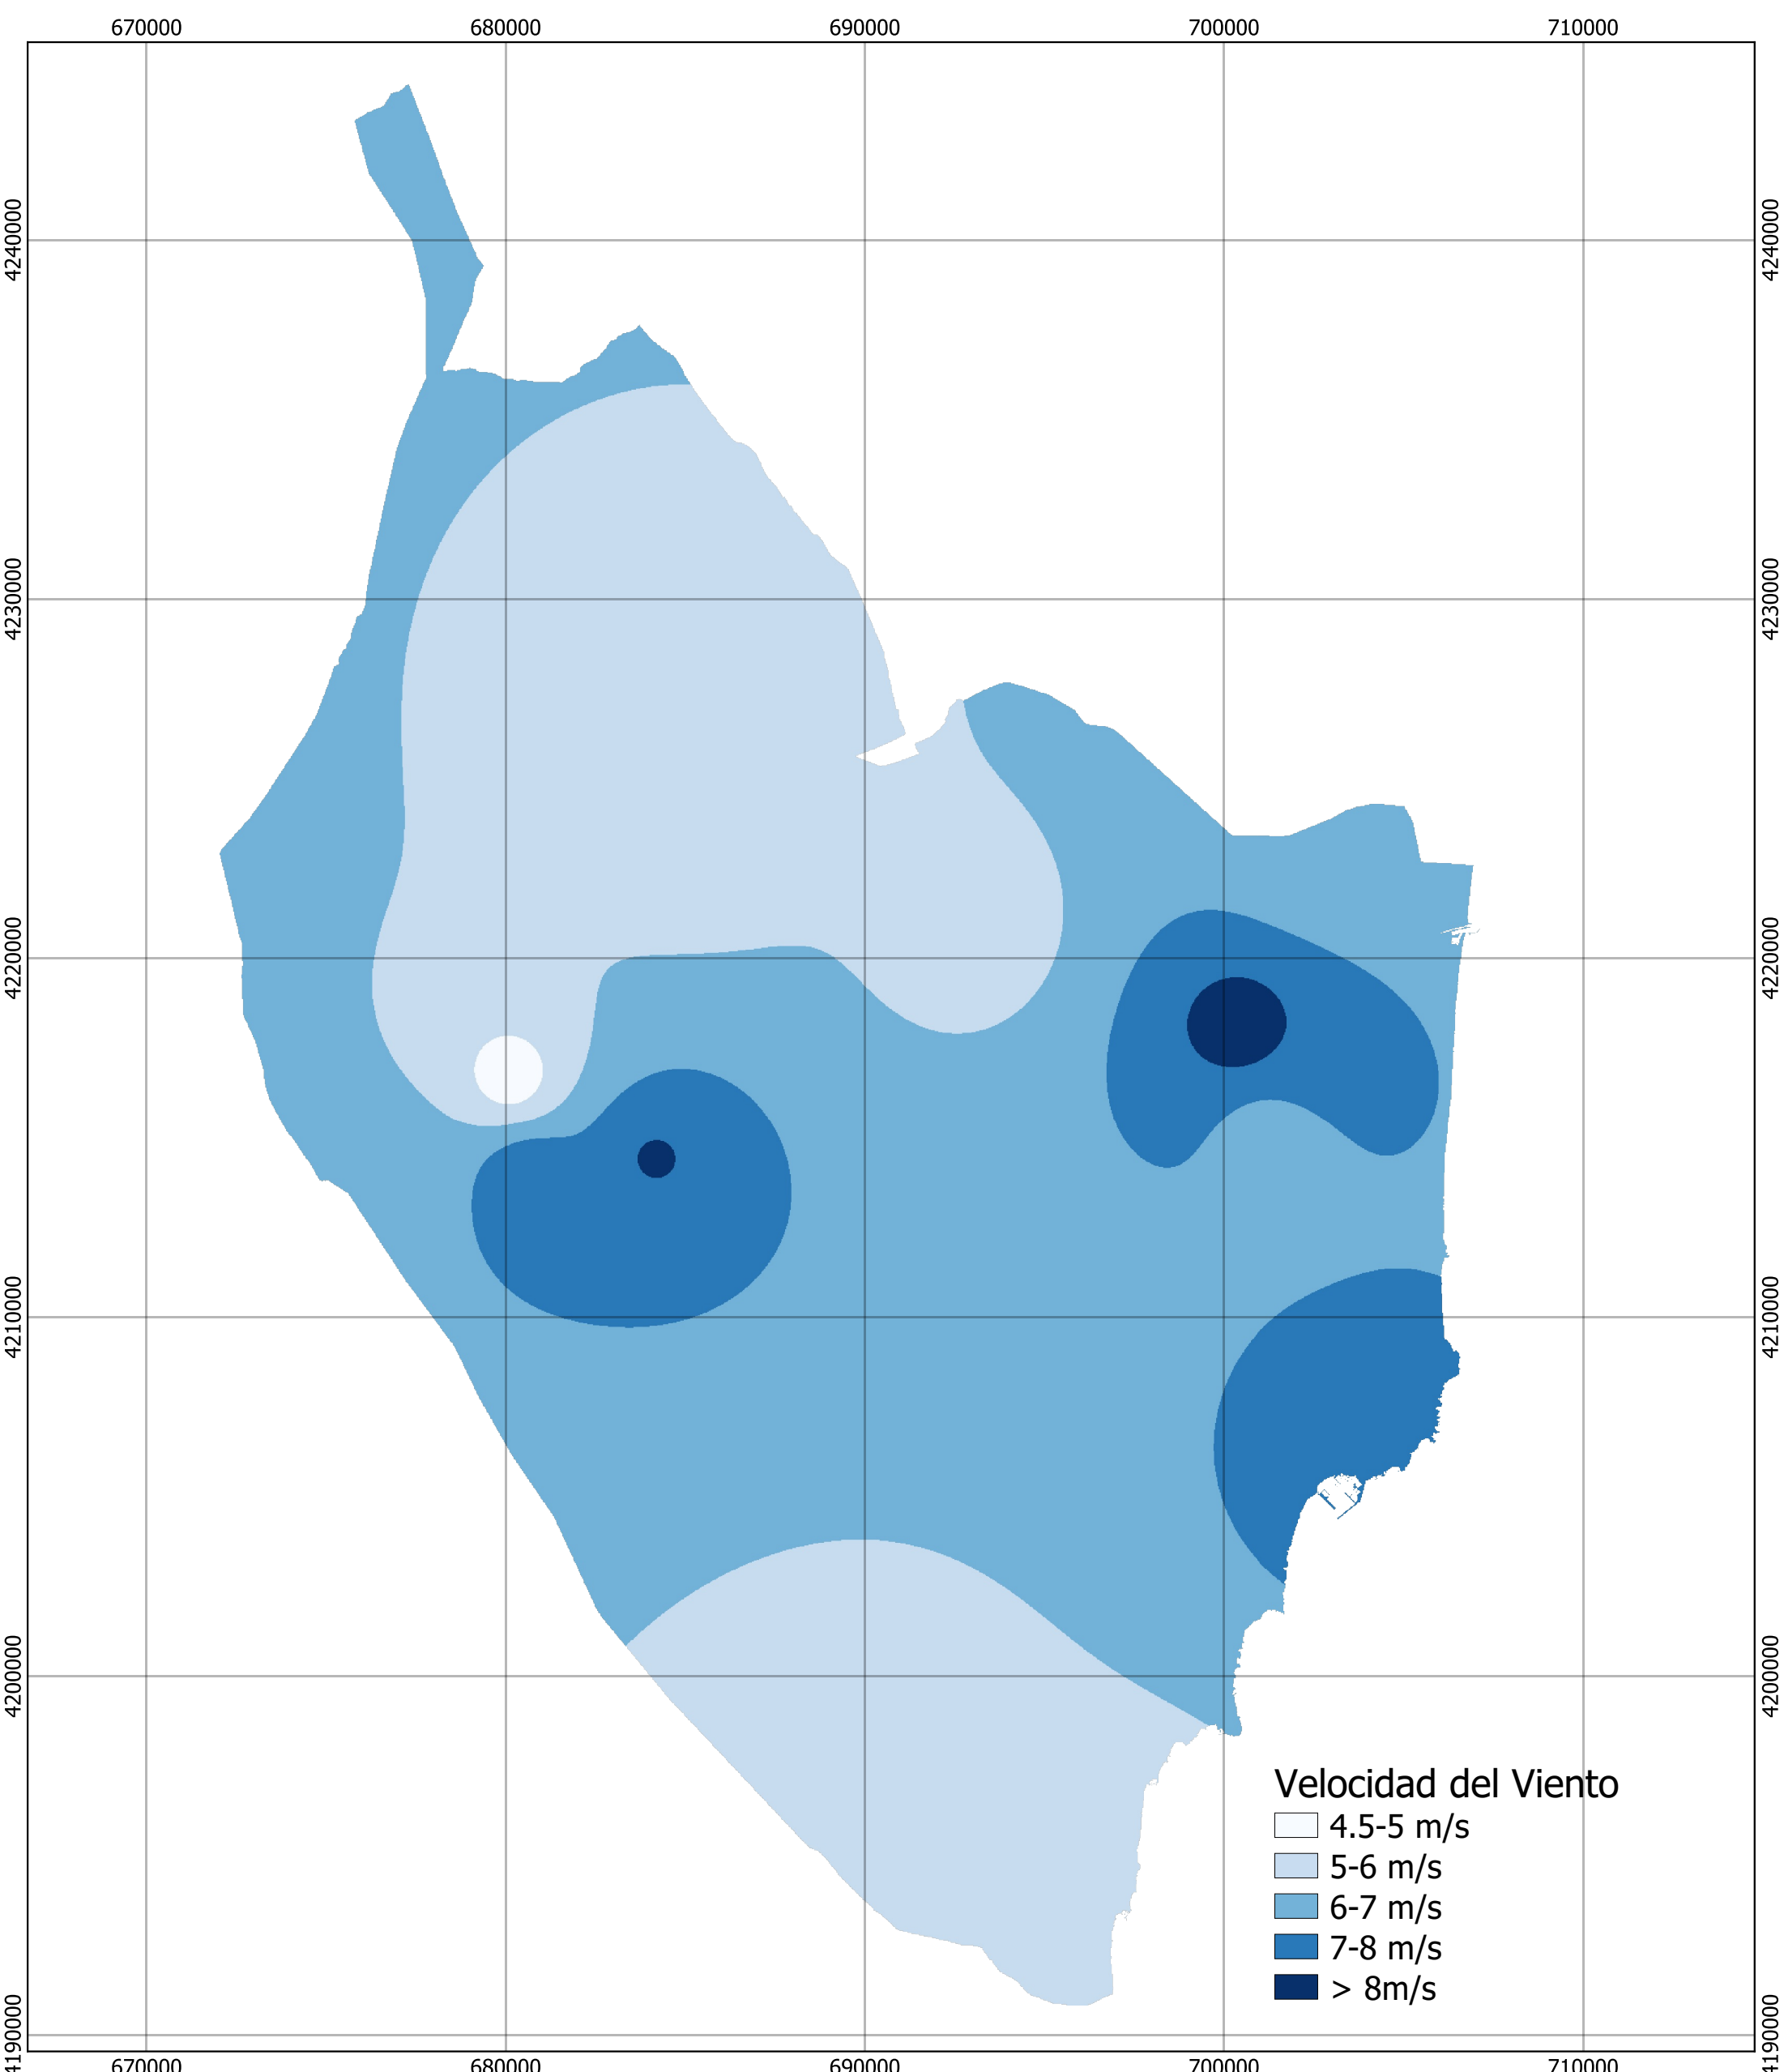 670000 680000 690000 700000 710000
4240000 4240000
4230000 4230000
4220000 4220000
4210000 4210000
4200000 4200000
4190000 4190000
Velocidad del Viento
4.5-5 m/s
5-6 m/s
6-7 m/s
7-8 m/s
> 8m/s
670000 680000 690000 700000 710000